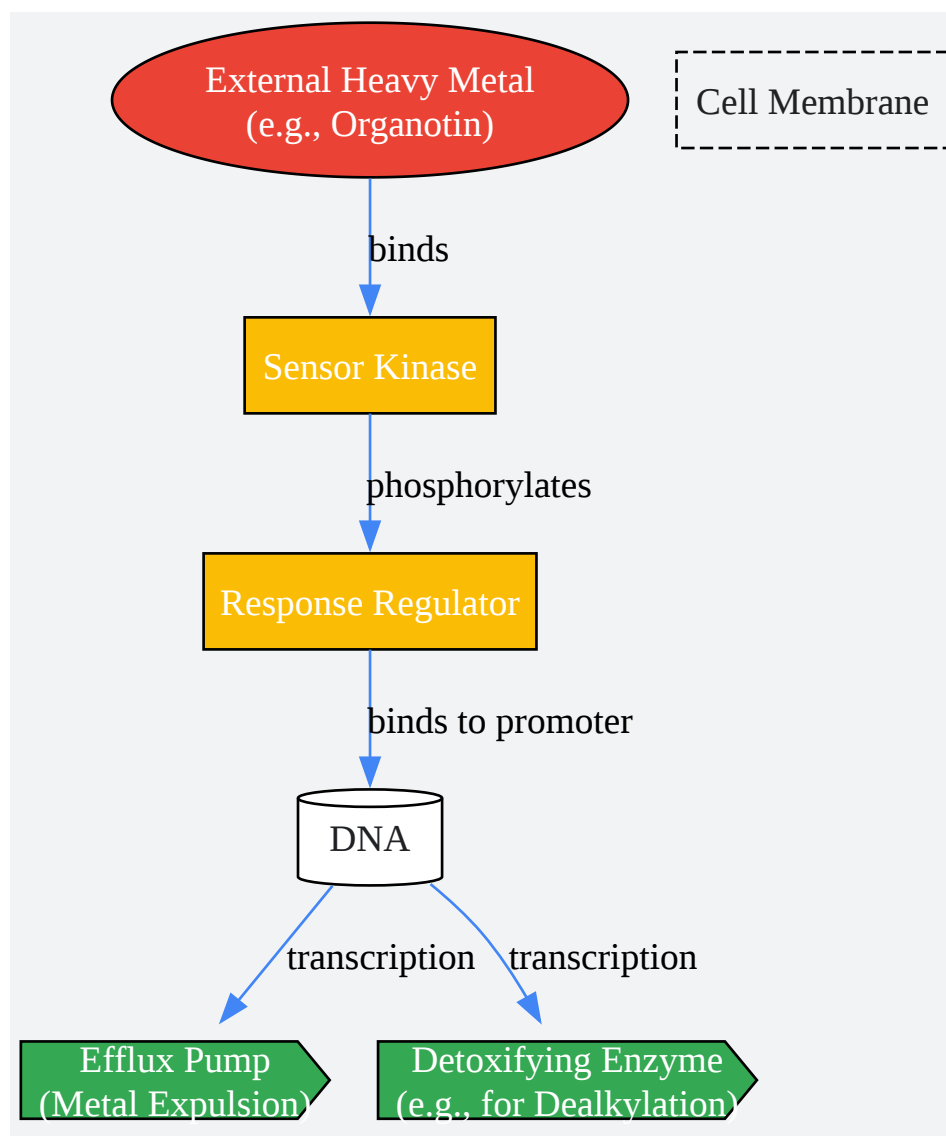 External Heavy Metal
(e.g., Organotin)
Cell Membrane
binds
Sensor Kinase
phosphorylates
Response Regulator
binds to promoter
DNA
transcription
transcription
Efflux Pump
(Metal Expulsion)
Detoxifying Enzyme
(e.g., for Dealkylation)